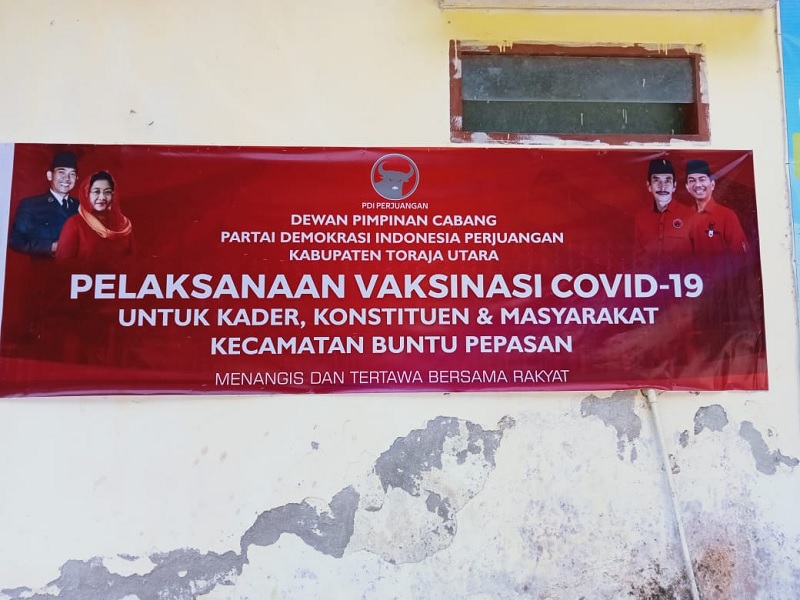 PDI PERJUANGAN
DEWAN PIMPINAN CABANG
PARTAI DEMOKRASI INDONESIA PERJUANGAN
KABUPATEN TORAJA UTARA
PELAKSANAAN VAKSINASI COVID-19
UNTUK KADER, KONSTITUEN & MASYARAKAT
KECAMATAN BUNTU PEPASAN
MENANGIS DAN TERTAWA BERSAMA RAKYAT